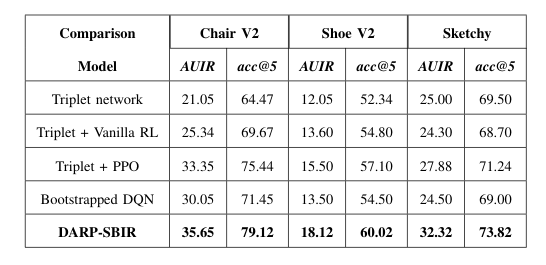 Comparison Chair V2 Shoe V2 Sketchy
Model AUIR acc@5 AUIR acc@5 AUIR acc@5
Triplet network 21.05 64.47 12.05 52.34 25.00 69.50
Triplet + Vanilla RL 25.34 69.67 13.60 54.80 24.30 68.70
Triplet + PPO 33.35 75.44 15.50 57.10 27.88 71.24
Bootstrapped DQN 30.05 71.45 13.50 54.50 24.50 69.00
DARP-SBIR 35.65 79.12 18.12 60.02 32.32 73.82